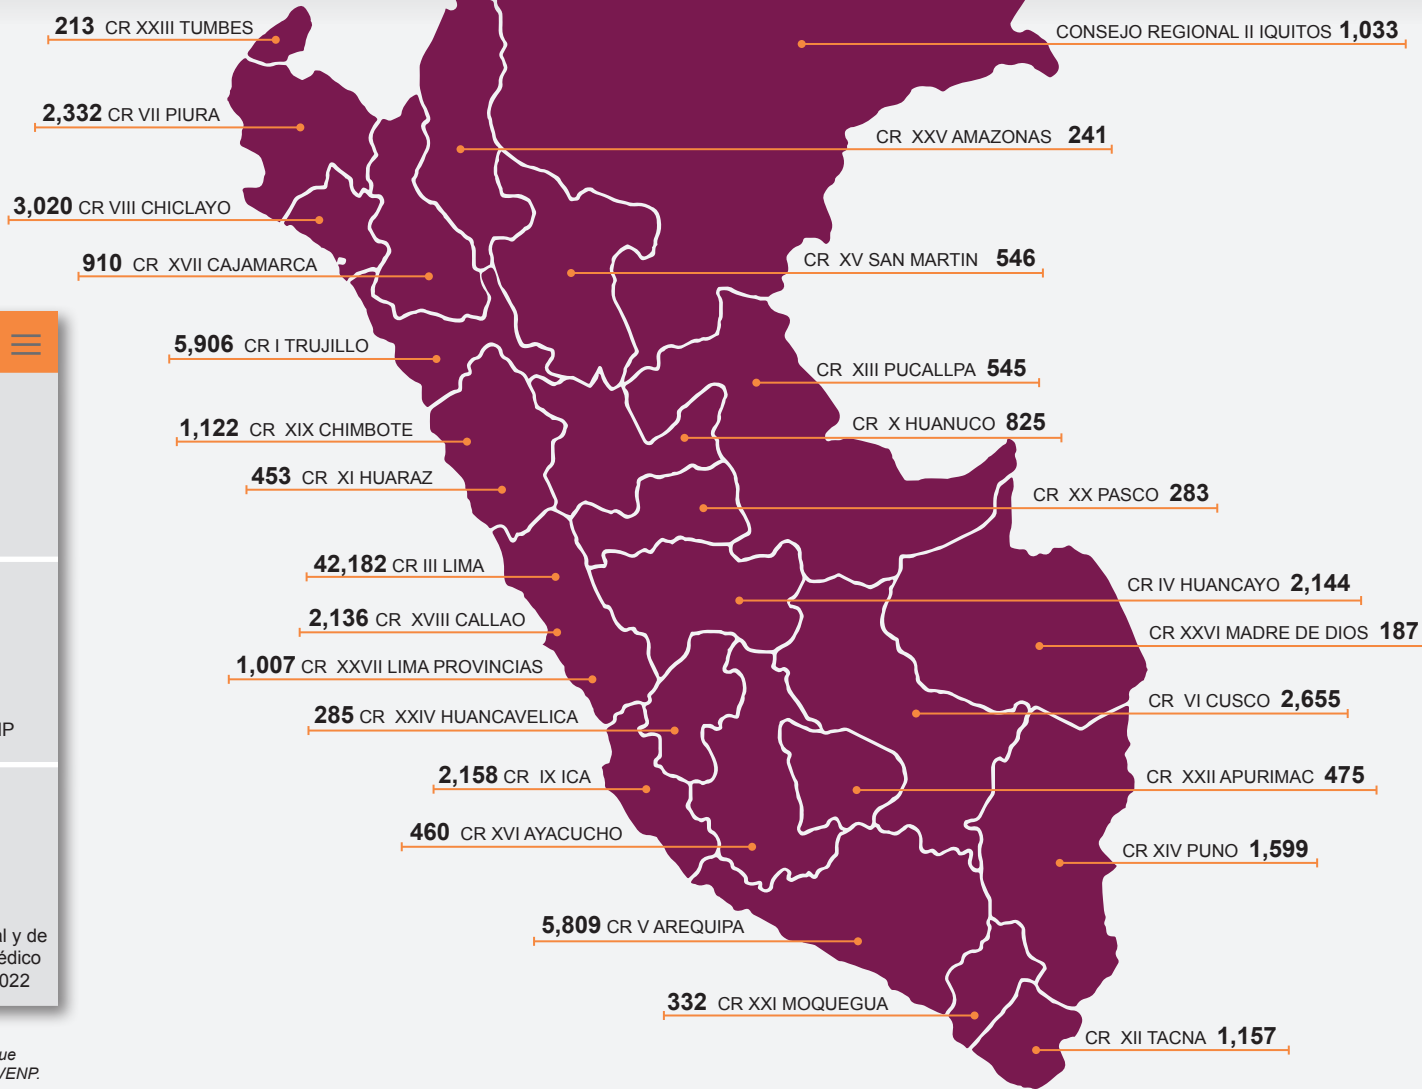 213 CR XXIII TUMBES
CONSEJO REGIONAL II IQUITOS 1,033
2,332 CR VII PIURA
CR XXV AMAZONAS 241
3,020 CR VIII CHICLAYO
910 CR XVII CAJAMARCA
CR XV SAN MARTIN 546
5,906 CR I TRUJILLO
CR XIII PUCALLPA 545
1,122 CR XIX CHIMBOTE
CR X HUANUCO 825
453 CR XI HUARAZ
CR XX PASCO 283
42,182 CR III LIMA
CR IV HUANCAYO 2,144
2,136 CR XVIII CALLAO
CR XXVI MADRE DE DIOS 187
1,007 CR XXVII LIMA PROVINCIAS
CR VI CUSCO 2,655
285 CR XXIV HUANCAVELICA
2,158 CR IX ICA
CR XXII APURIMAC 475
460 CR XVI AYACUCHO
CR XIV PUNO 1,599
5,809 CR V AREQUIPA
332 CR XXI MOQUEGUA
CR XII TACNA 1,157
y de